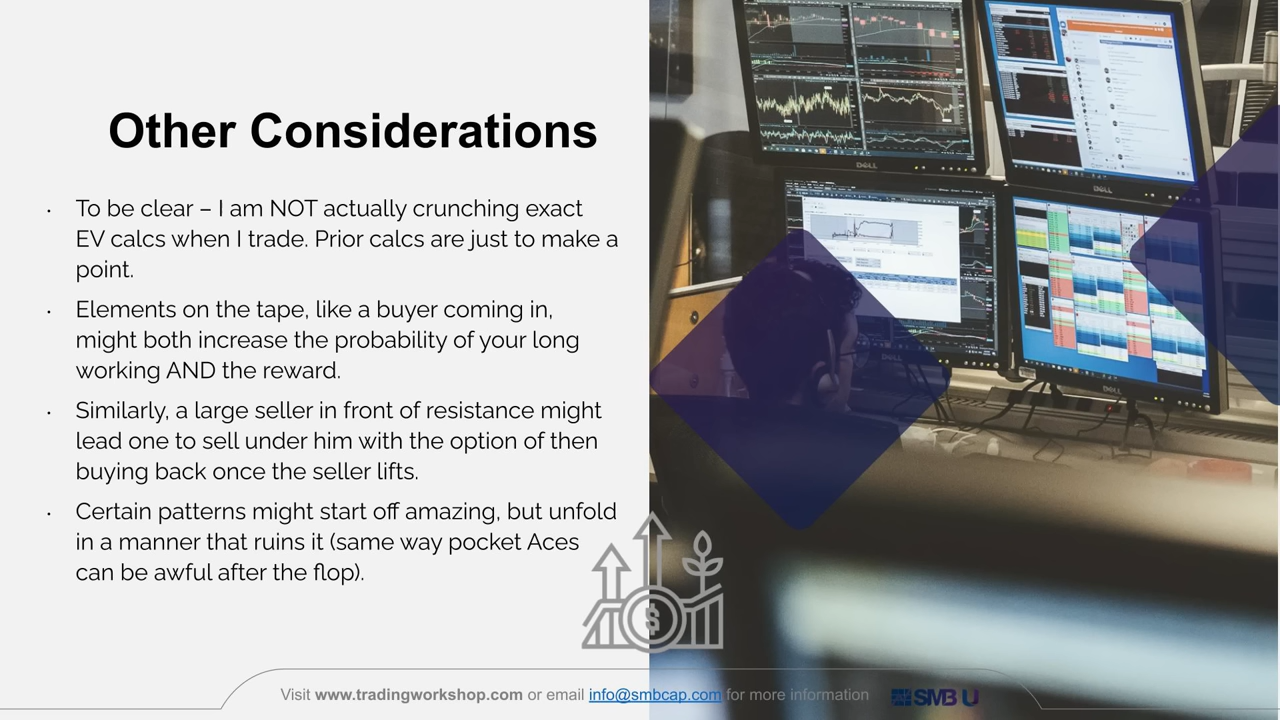 Other Considerations
· To be clear – I am NOT actually crunching exact
EV calcs when I trade. Prior calcs are just to make a
point.
· Elements on the tape, like a buyer coming in,
might both increase the probability of your long
working AND the reward.
· Similarly, a large seller in front of resistance might
lead one to sell under him with the option of then
buying back once the seller lifts.
· Certain patterns might start off amazing, but unfold
in a manner that ruins it (same way pocket Aces
can be awful after the flop).
$
Visit www.tradingworkshop.com or email info@smbcap.com for more information SMB U
DELL
DELL
DELL
DELL